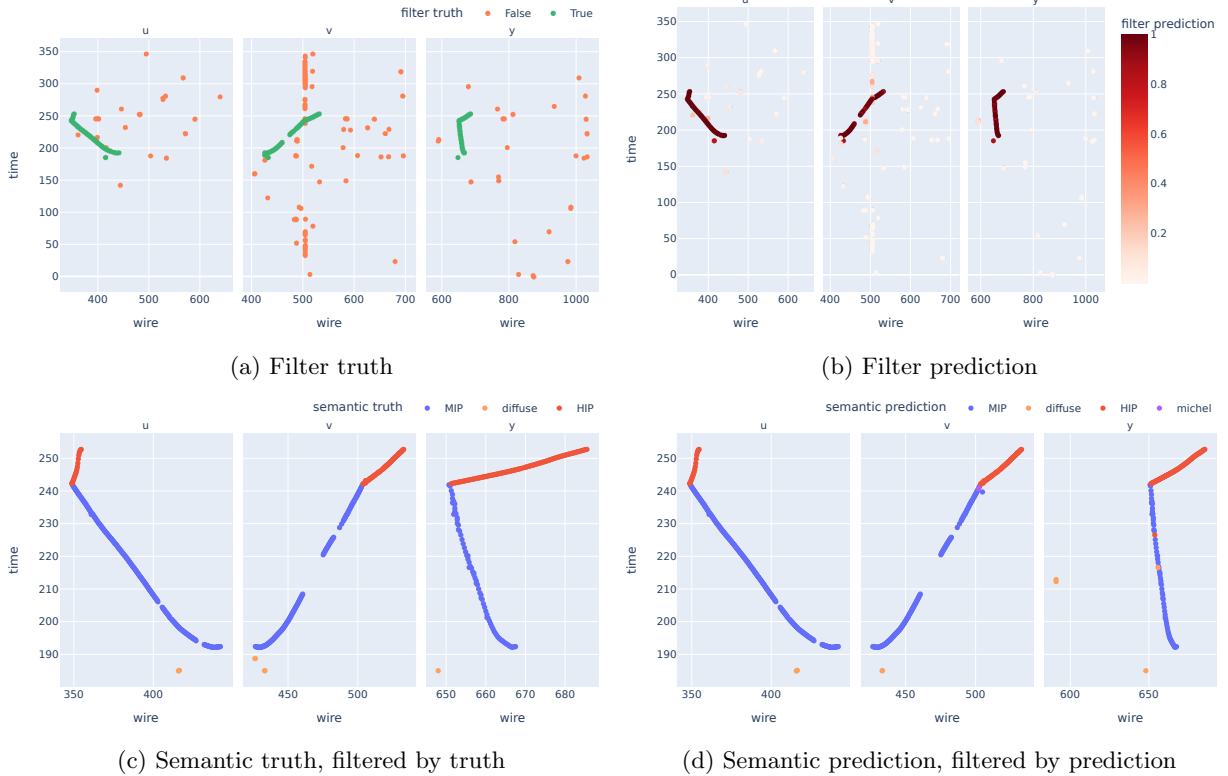 filter truth False True
u v y
350
300
250
200
150
100
50
0
time
400 500 600 400 500 600 700 600 800 1000
wire wire wire
(a) Filter truth
filter prediction
v y
350
300
250
200
150
100
50
0
time
1
0.8
0.6
0.4
0.2
400 500 600 400 500 600 700 600 800 1000
wire wire wire
(b) Filter prediction
semantic truth MIP diffuse HIP
u v y
250
240
230
220
210
200
190
time
350 400 450 500 650 660 670 680
wire wire wire
(c) Semantic truth, filtered by truth
semantic prediction MIP diffuse HIP michel
u v y
250
240
230
220
210
200
190
time
350 400 450 500 600 650
wire wire wire
(d) Semantic prediction, filtered by prediction